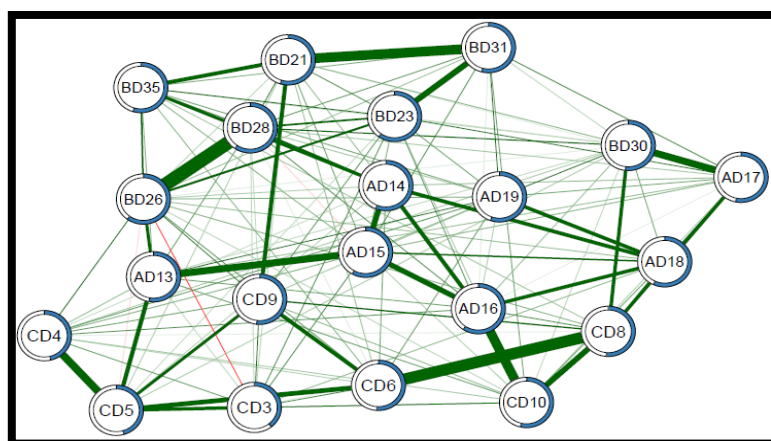 BD31
BD21
BD35
BD23
BD28
BD30
AD17
AD14
AD19
BD26
AD15
AD18
AD13
CD9
AD16
CD8
CD4
CD6
CD10
CD3
CD5